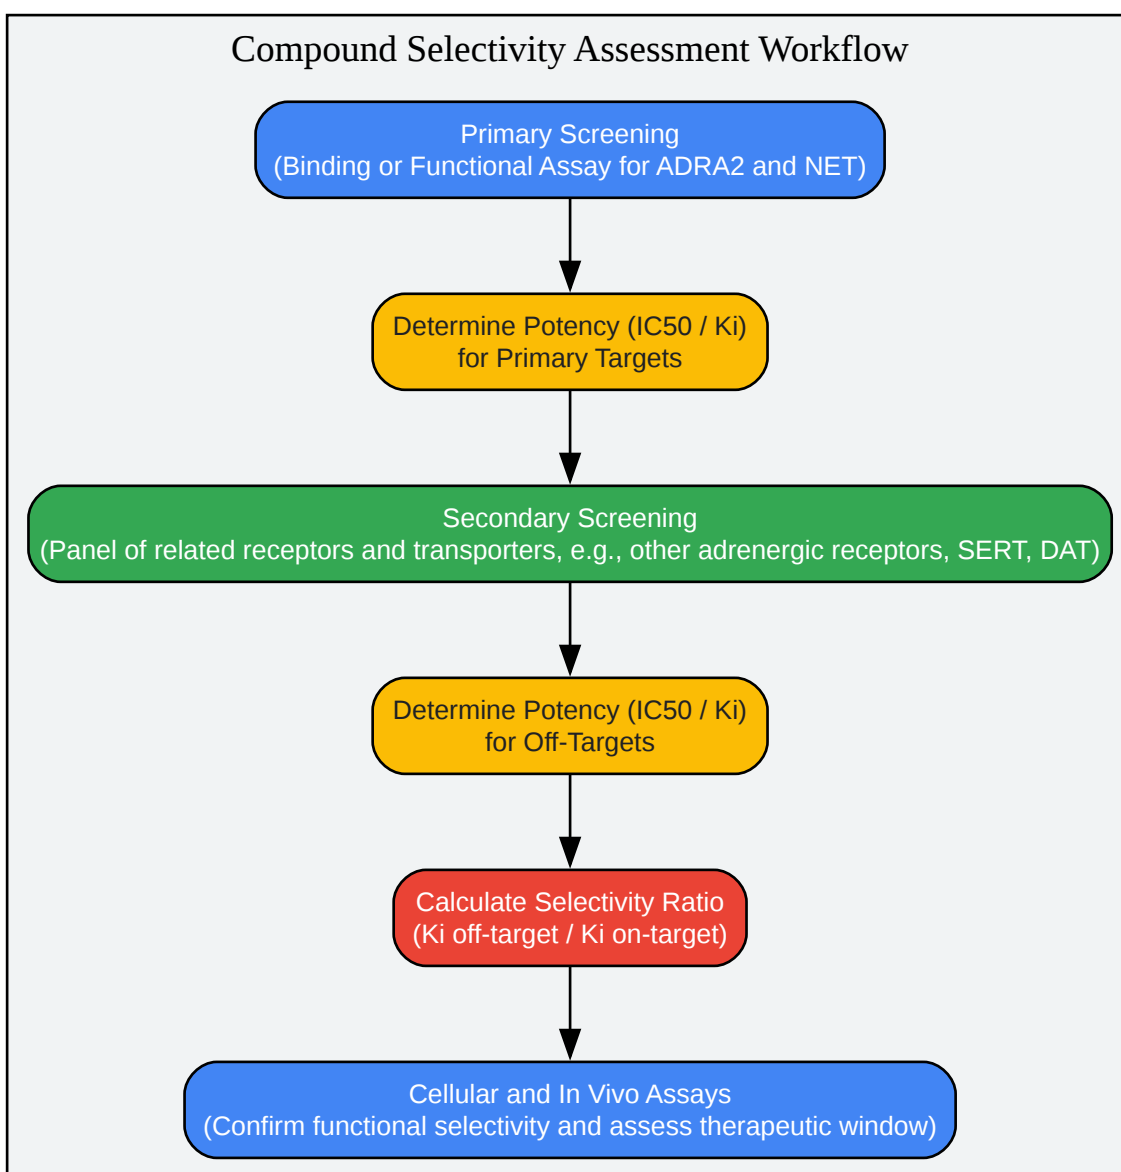 Compound Selectivity Assessment Workflow
Primary Screening
(Binding or Functional Assay for ADRA2 and NET)
Determine Potency (IC50 / Ki)
for Primary Targets
Secondary Screening
(Panel of related receptors and transporters, e.g., other adrenergic receptors, SERT, DAT)
Determine Potency (IC50 / Ki)
for Off-Targets
Calculate Selectivity Ratio
(Ki off-target / Ki on-target)
Cellular and In Vivo Assays
(Confirm functional selectivity and assess therapeutic window)